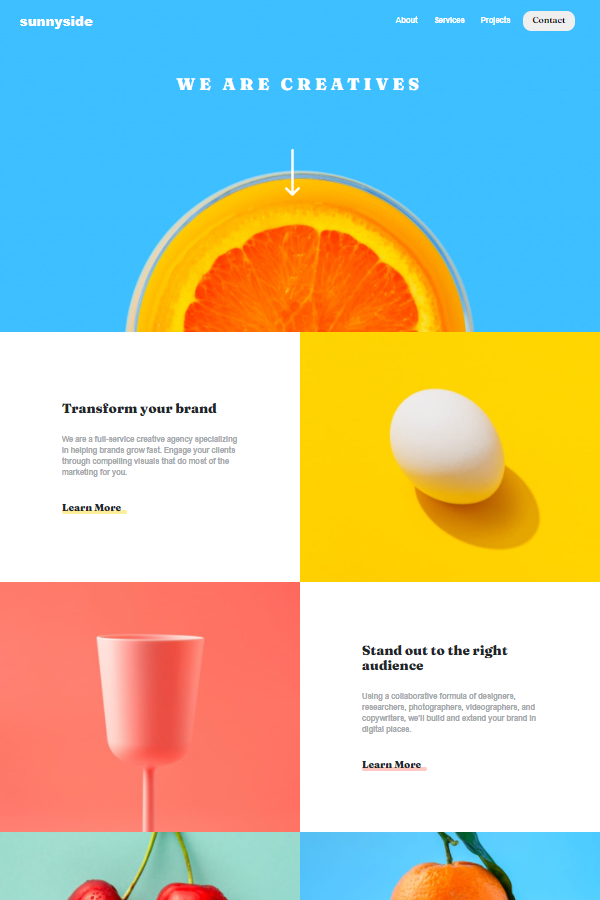 sunnyside
About Services Projects Contact
WE ARE CREATIVES
Transform your brand
We are a full-service creative agency specializing
in helping brands grow fast. Engage your clients
through compelling visuals that do most of the
marketing for you.
Learn More
Stand out to the right
audience
Using a collaborative formula of designers,
researchers, photographers, videographers, and
copywriters, we'll build and extend your brand in
digital places.
Learn More